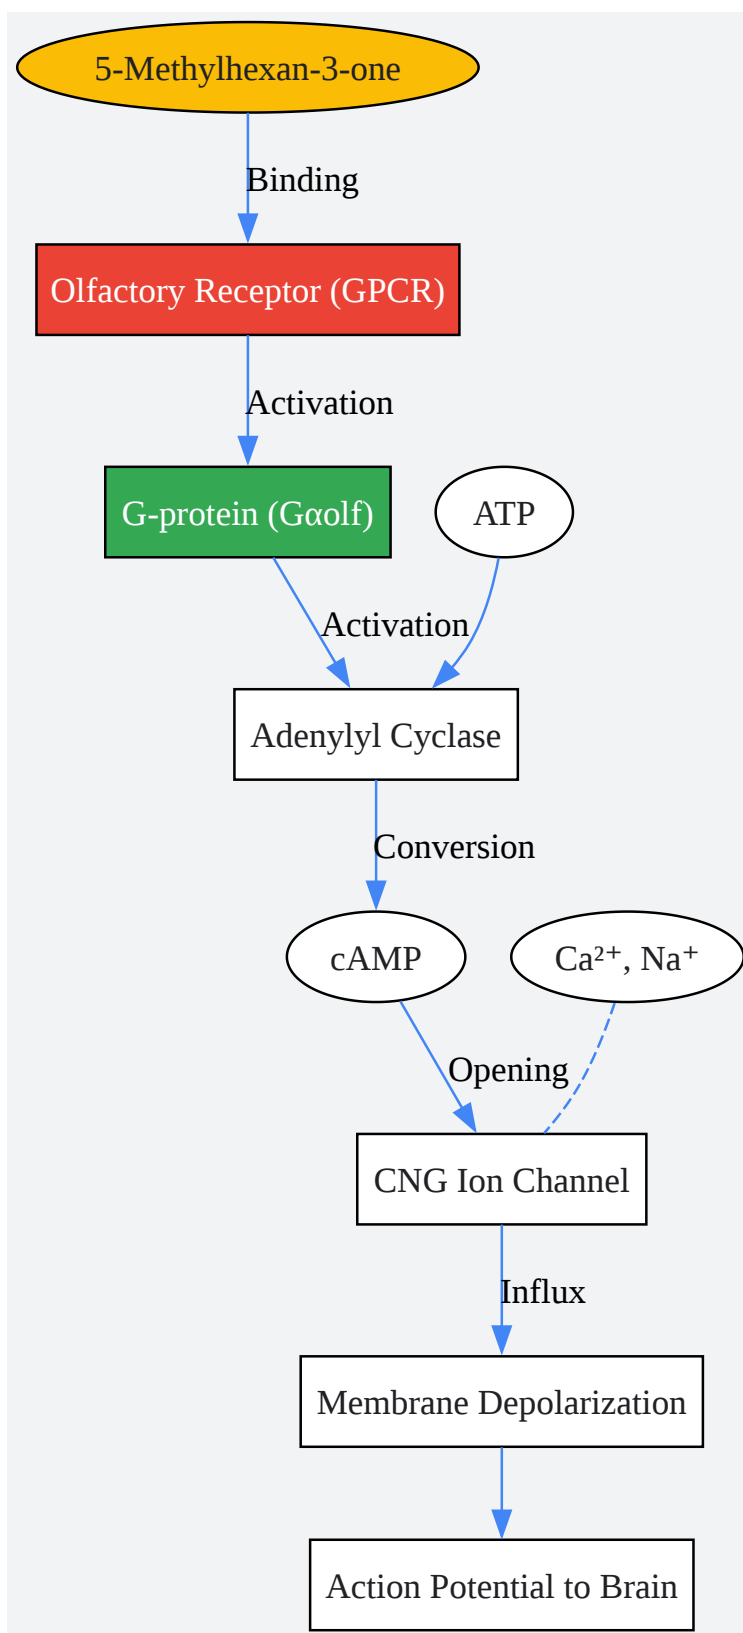 5-Methylhexan-3-one
Binding
Olfactory Receptor (GPCR)
Activation
G-protein (Gαolf)
ATP
Activation
Adenylyl Cyclase
Conversion
cAMP
Ca²⁺, Na⁺
Opening
CNG Ion Channel
Influx
Membrane Depolarization
Action Potential to Brain